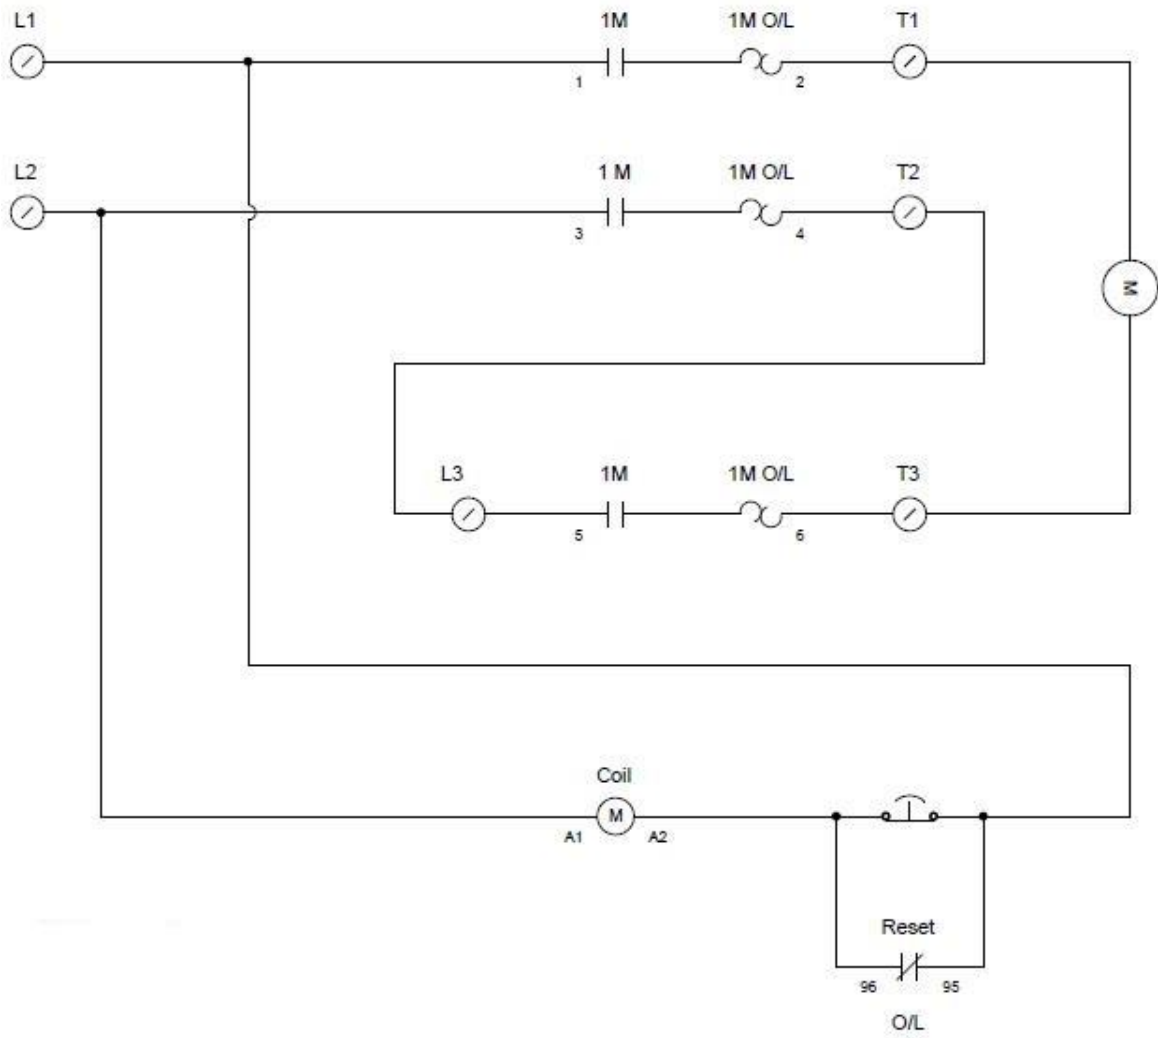 L1 1M 1M O/L T1
1 2
L2 1 M 1M O/L T2
3 4
M
L3 1M 1M O/L T3
5 6
Coil
M
A1 A2
Reset
96 95
O/L